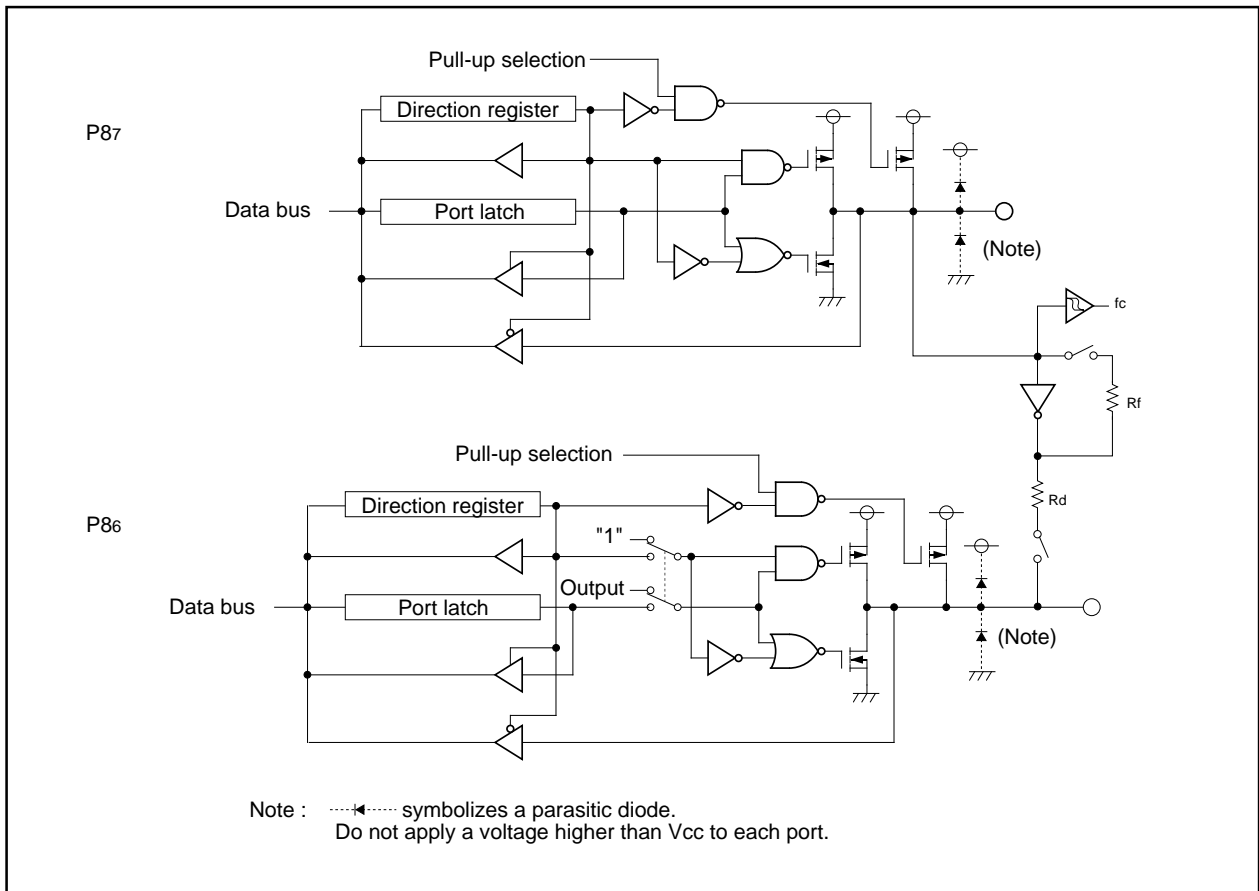 Pull-up selection
Direction register
P87
Data bus
Port latch
(Note)
fc
Rf
Pull-up selection
Direction register
Rd
P86
"1"
Output
Data bus
Port latch
(Note)
Note : symbolizes a parasitic diode.
Do not apply a voltage higher than Vcc to each port.